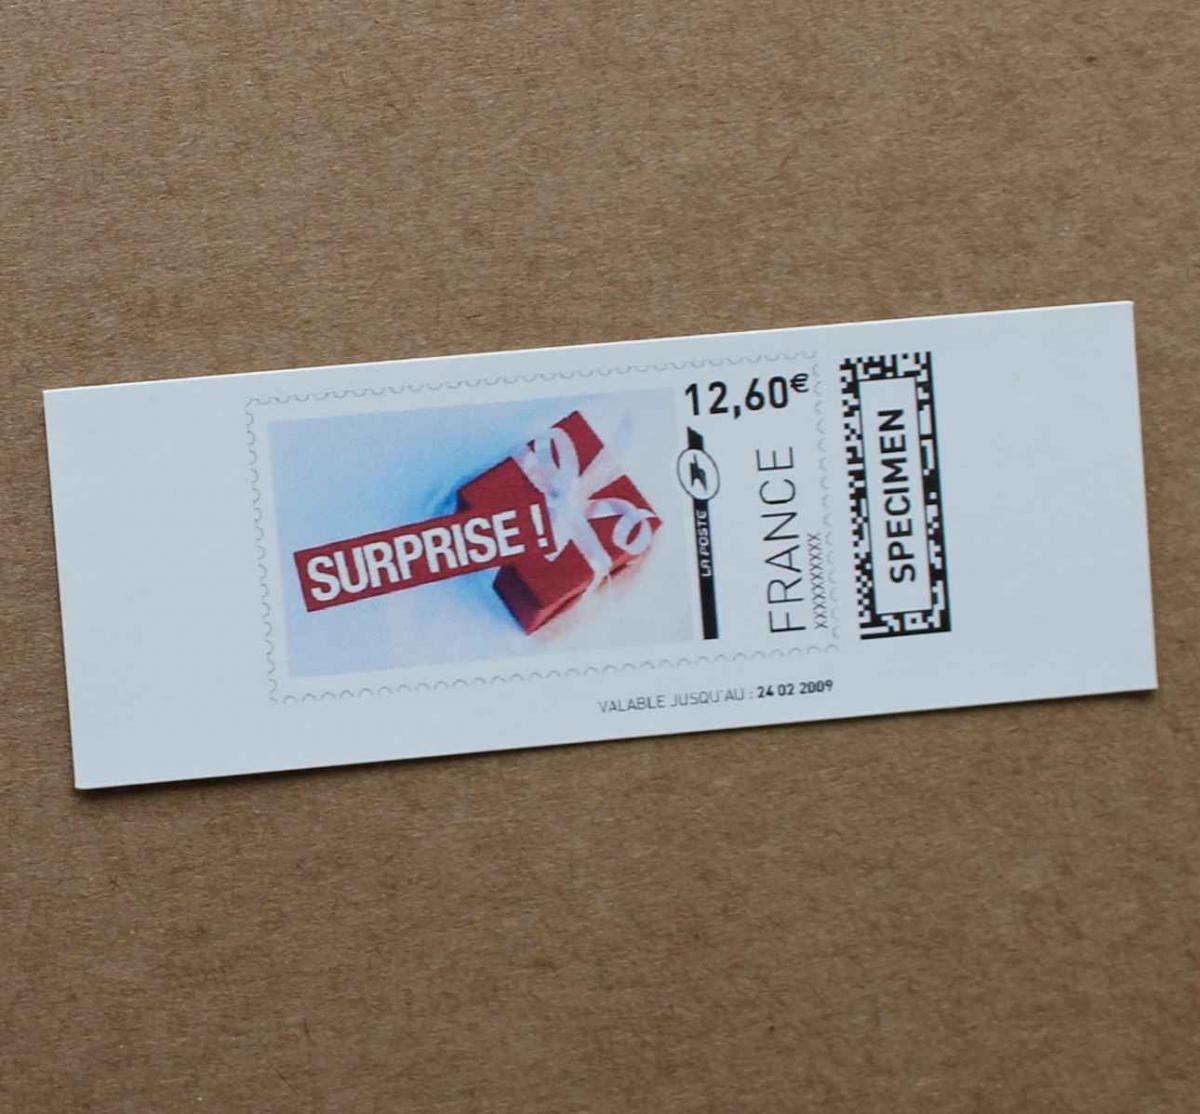 SURPRISE !
12,60€
LA POSTE
FRANCE
XXXXXXXXXX
SPECIMEN
VALABLE JUSQU'AU : 24 02 2009